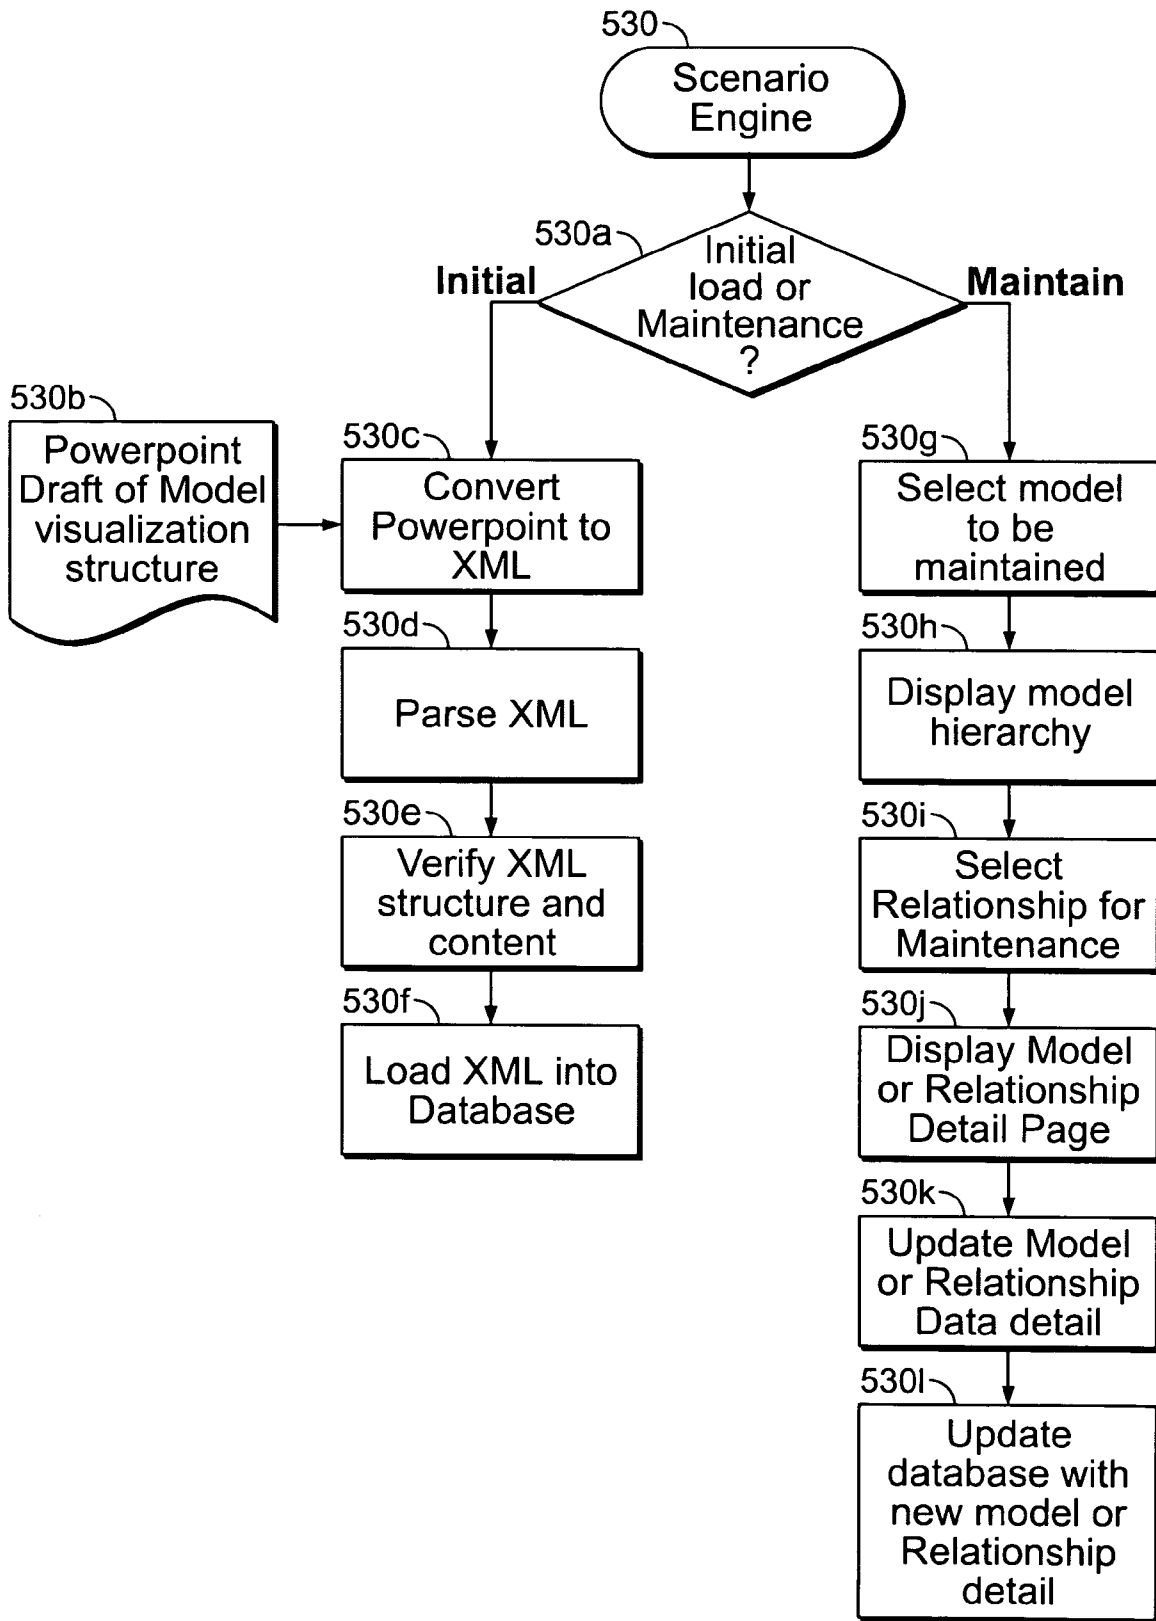 530
Scenario
Engine
530a
Initial
load or
Maintenance
?
Initial
Maintain
530b
Powerpoint
Draft of Model
visualization
structure
530c
Convert
Powerpoint to
XML
530d
Parse XML
530e
Verify XML
structure and
content
530f
Load XML into
Database
530g
Select model
to be
maintained
530h
Display model
hierarchy
530i
Select
Relationship for
Maintenance
530j
Display Model
or Relationship
Detail Page
530k
Update Model
or Relationship
Data detail
530l
Update
database with
new model or
Relationship
detail